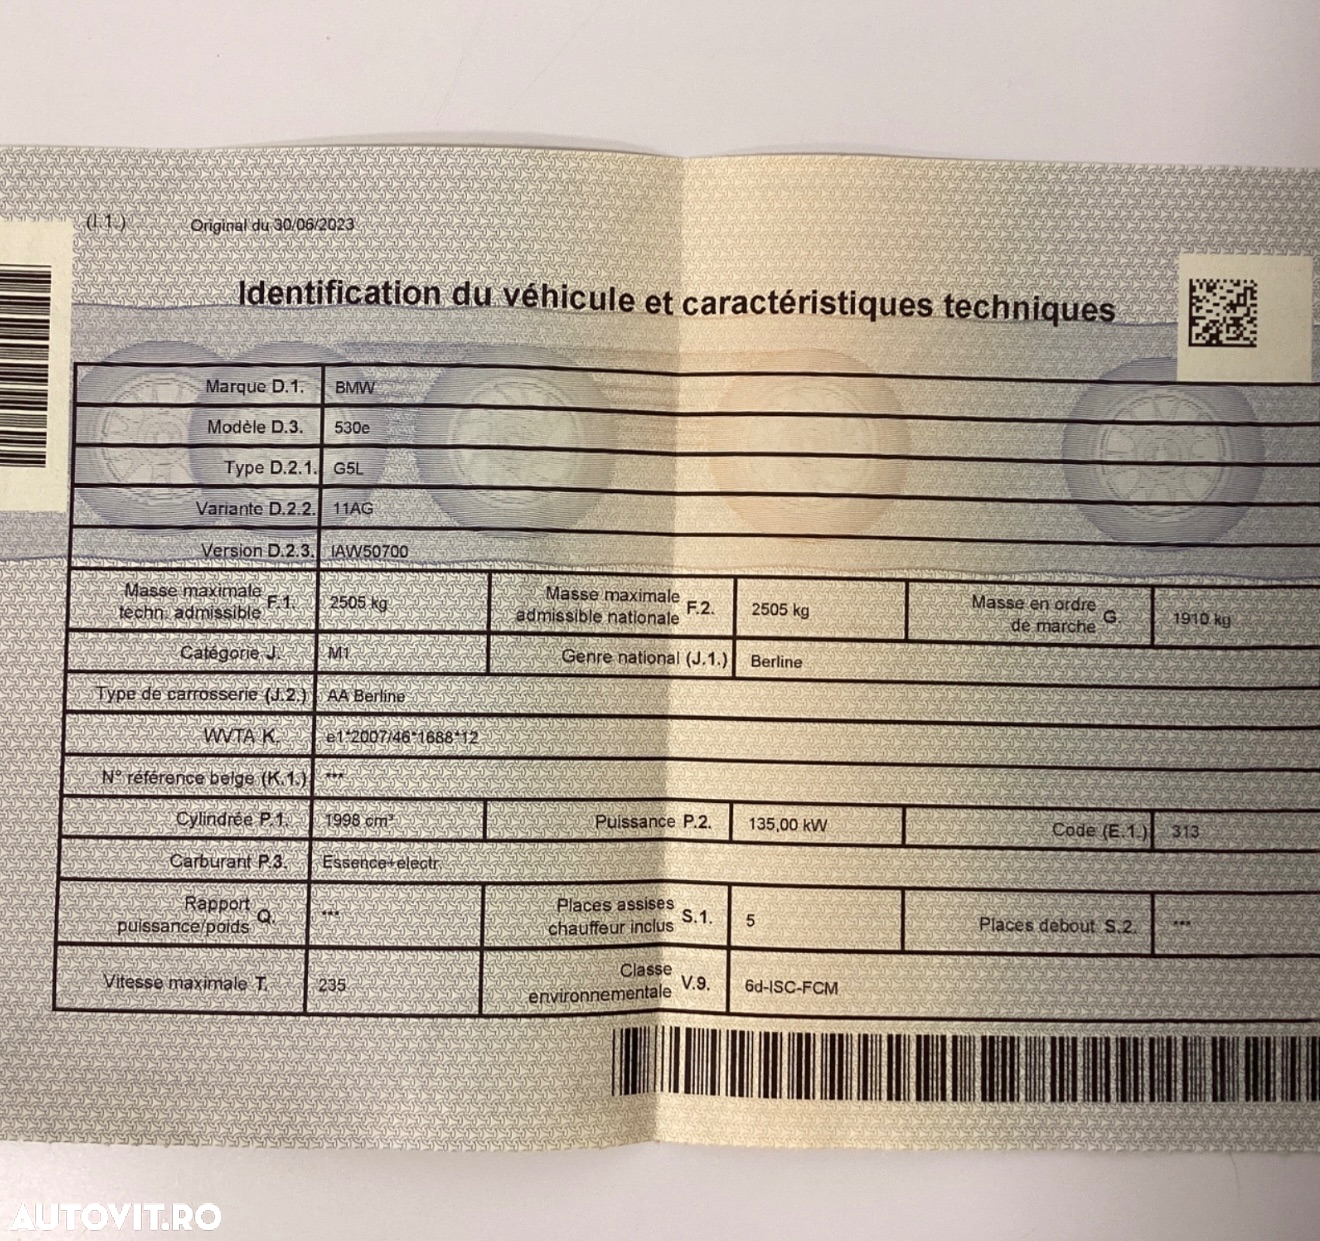 (I.1.) Original du 30/06/2023
Identification du véhicule et caractéristiques techniques
Marque D.1. BMW
Modèle D.3. 530e
Type D.2.1. G5L
Variante D.2.2. 11AG
Version D.2.3. IAW50700
Masse maximale techn. admissible F.1. 2505 kg Masse maximale admissible nationale F.2. 2505 kg Masse en ordre de marche G. 1910 kg
Catégorie J. M1 Genre national (J.1.) Berline
Type de carrosserie (J.2.) AA Berline
WVTA K. e1*2007/46*1688*12
N° référence belge (K.1.) ***
Cylindrée P.1. 1998 cm³ Puissance P.2. 135,00 kW Code (E.1.) 313
Carburant P.3. Essence+electr.
Rapport puissance/poids Q. *** Places assises chauffeur inclus S.1. 5 Places debout S.2. ***
Vitesse maximale T. 235 Classe environnementale V.9. 6d-ISC-FCM
AUTOVIT.RO